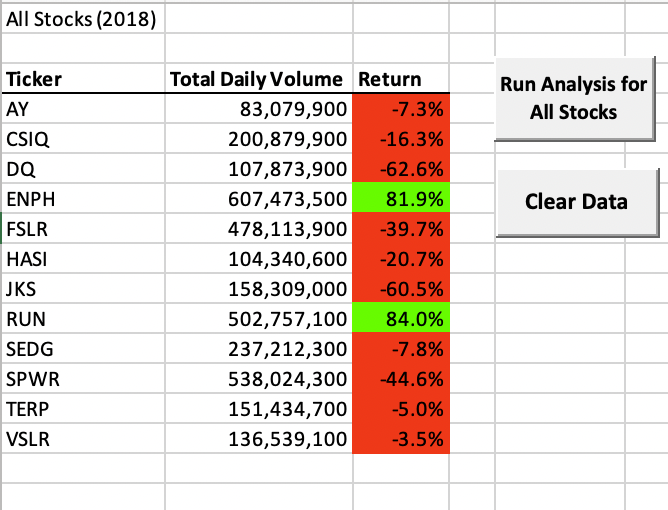 All Stocks (2018)
Ticker Total Daily Volume Return
AY 83,079,900 -7.3%
CSIQ 200,879,900 -16.3%
DQ 107,873,900 -62.6%
ENPH 607,473,500 81.9%
FSLR 478,113,900 -39.7%
HASI 104,340,600 -20.7%
JKS 158,309,000 -60.5%
RUN 502,757,100 84.0%
SEDG 237,212,300 -7.8%
SPWR 538,024,300 -44.6%
TERP 151,434,700 -5.0%
VSLR 136,539,100 -3.5%
Run Analysis for
All Stocks
Clear Data